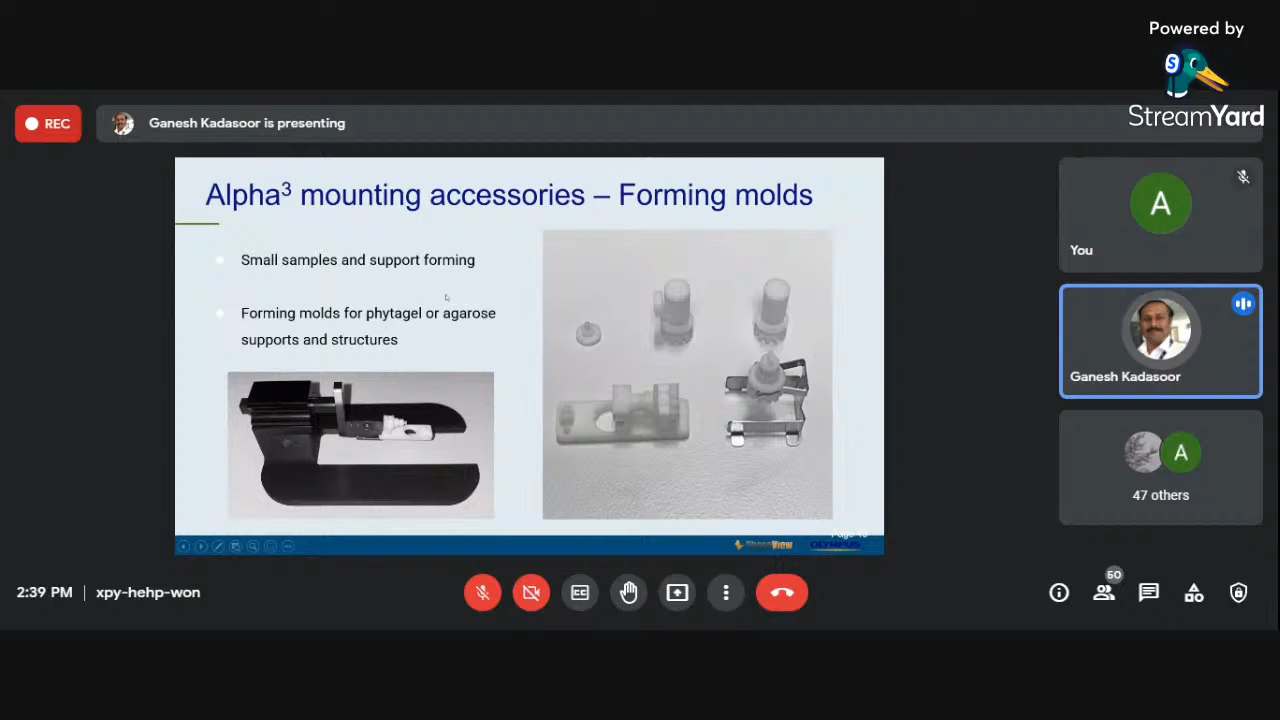 Powered by
StreamYard
REC
Ganesh Kadasoor is presenting
Alpha³ mounting accessories – Forming molds
Small samples and support forming
Forming molds for phytagel or agarose
supports and structures
A
You
Ganesh Kadasoor
A
47 others
OLYMPUS
2:39 PM | xpy-hehp-won
50